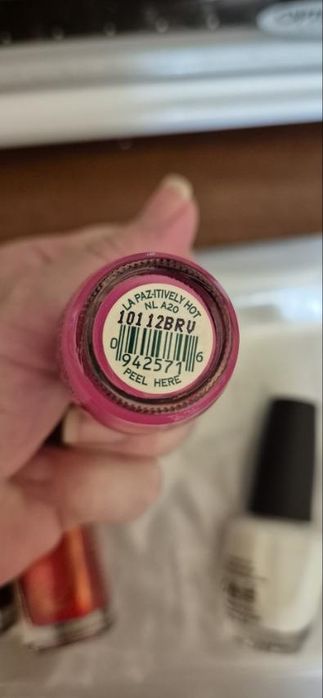 LA PAZ-ITIVELY HOT
NL A20
10112BRU
0 942571 6
PEEL HERE